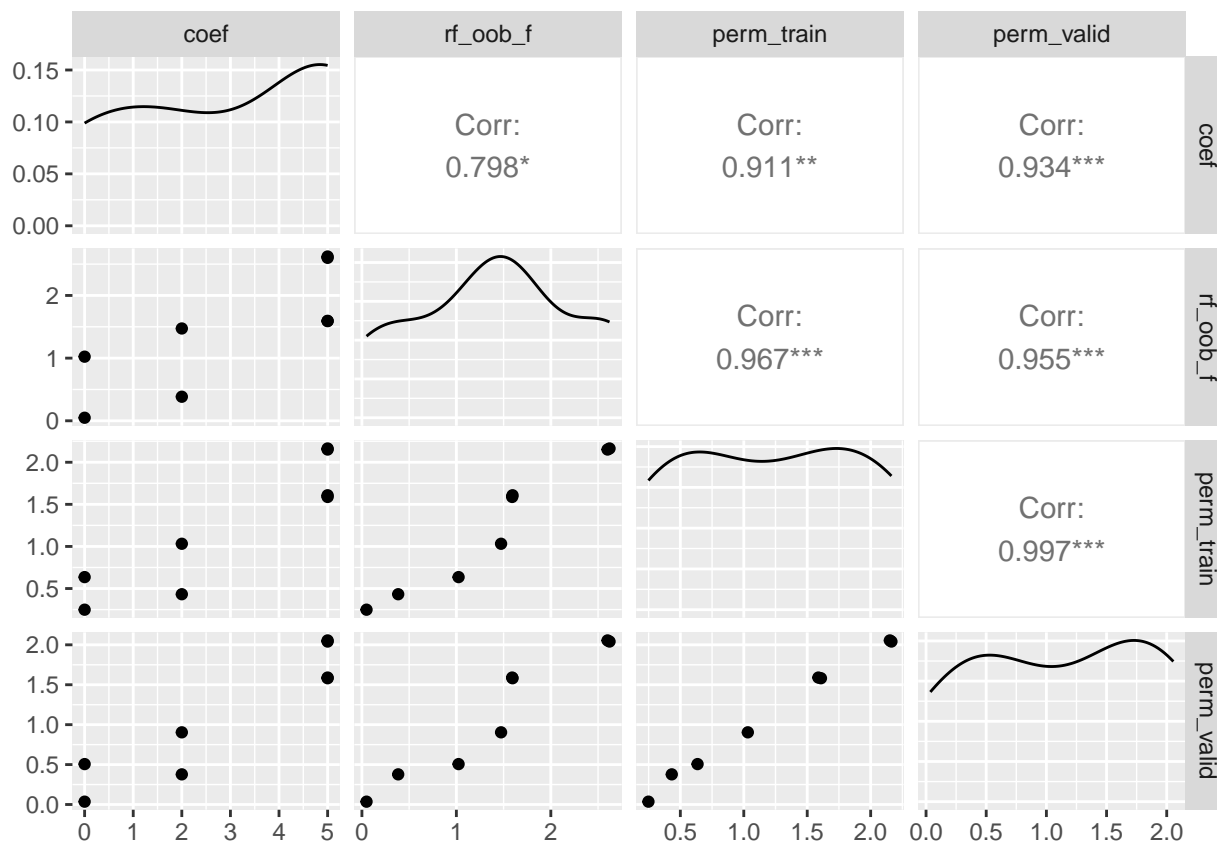 coef rf_oob_f perm_train perm_valid
0.15
0.10
0.05
0.00
Corr:
0.798*
Corr:
0.911**
Corr:
0.934***
coef
2
1
0
Corr:
0.967***
Corr:
0.955***
rf_oob_f
2.0
1.5
1.0
0.5
Corr:
0.997***
perm_train
2.0
1.5
1.0
0.5
0.0
perm_valid
0 1 2 3 4 5
0 1 2
0.5 1.0 1.5 2.0
0.0 0.5 1.0 1.5 2.0